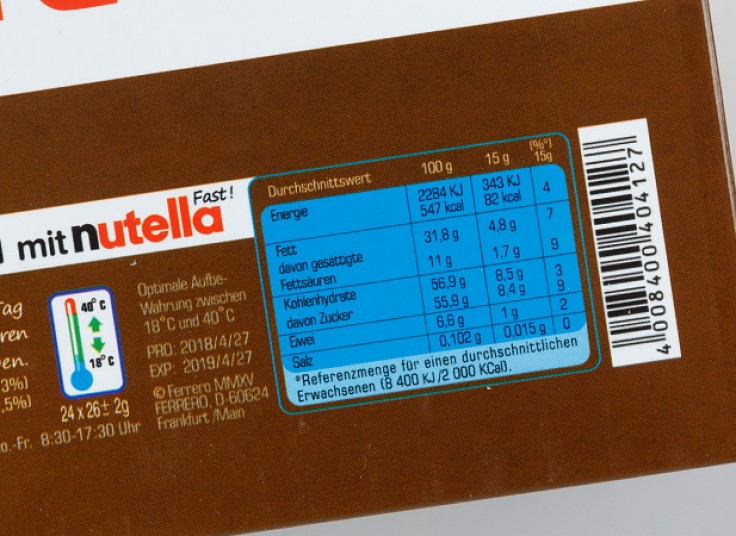 mit nutella Fast!
Tag
ren
en.
3%)
,5%)
o.-Fr. 8:30-17:30 Uhr
40°C
18°C
24 x 26± 2g
Optimale Aufbe-
Wahrung zwischen
18°C und 40°C
PRD: 2018/4/27
EXP: 2019/4/27
© Ferrero MMXV
FERRERO, D-60624
Frankfurt /Main
Durchschnittswert 100 g 15 g (%*) 15g
Energie 2284 KJ 343 KJ 4
547 kcal 82 kcal
Fett 31,8 g 4,8 g 7
davon gesättigte
Fettsäuren 11 g 1,7 g 9
Kohlenhydrate 56,9 g 8,5 g 3
davon Zucker 55,9 g 8,4 g 9
Eiwei 6,6 g 1 g 2
Salz 0,102 g 0,015 g 0
*Referenzmenge für einen durchschnittlichen
Erwachsenen (8 400 KJ /2 000 KCal).
4 008400 404127